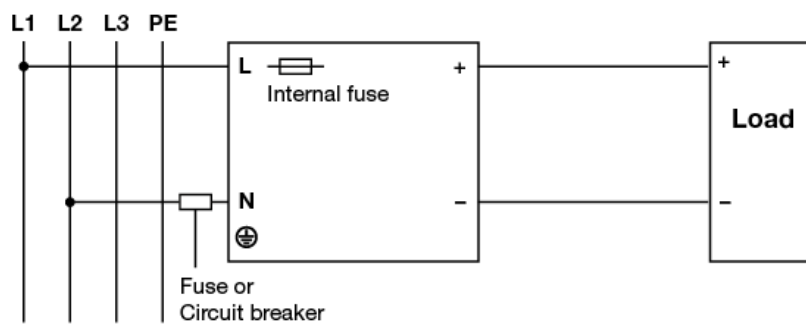 L1 L2 L3 PE
L
+
Internal fuse
+
Load
N
−
−
Fuse or
Circuit breaker